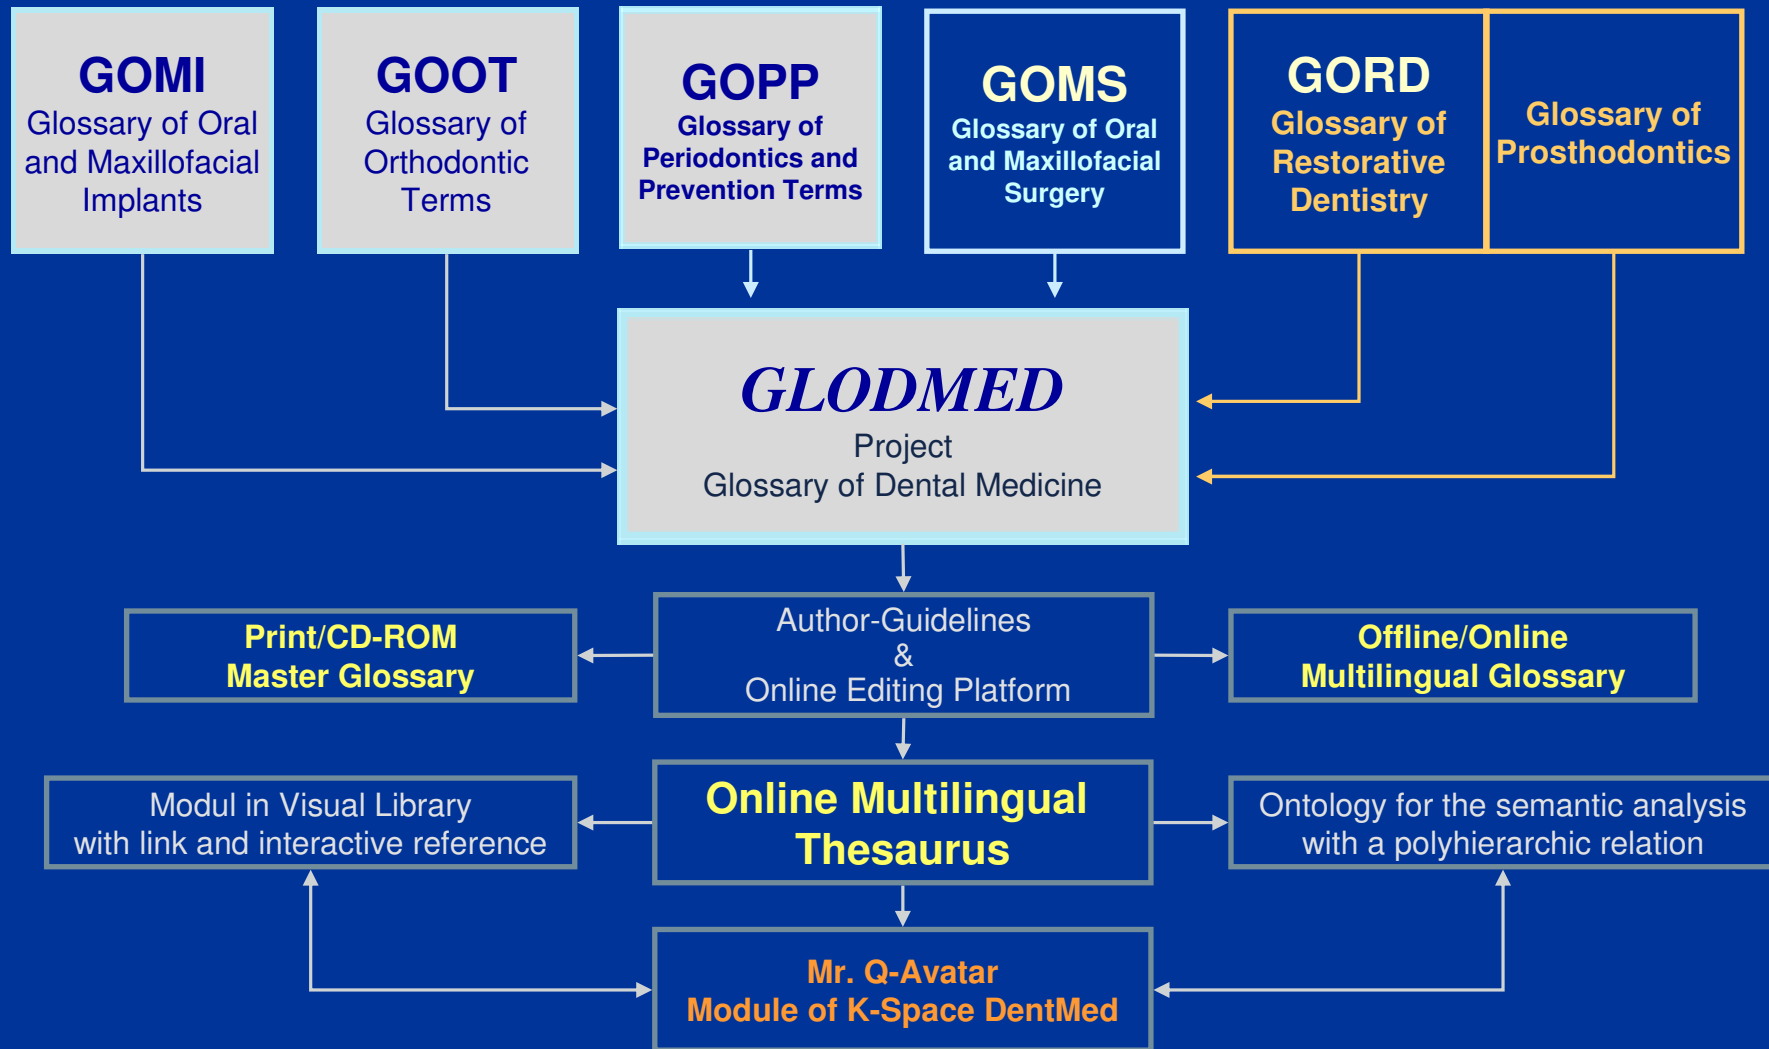 GOMI
Glossary of Oral
and Maxillofacial
Implants
GOOT
Glossary of
Orthodontic
Terms
GOPP
Glossary of
Periodontics and
Prevention Terms
GOMS
Glossary of Oral
and Maxillofacial
Surgery
GORD
Glossary of
Restorative
Dentistry
Glossary of
Prosthodontics
GLODMED
Project
Glossary of Dental Medicine
Print/CD-ROM
Master Glossary
Author-Guidelines
&
Online Editing Platform
Offline/Online
Multilingual Glossary
Modul in Visual Library
with link and interactive reference
Online Multilingual
Thesaurus
Ontology for the semantic analysis
with a polyhierarchic relation
Mr. Q-Avatar
Module of K-Space DentMed